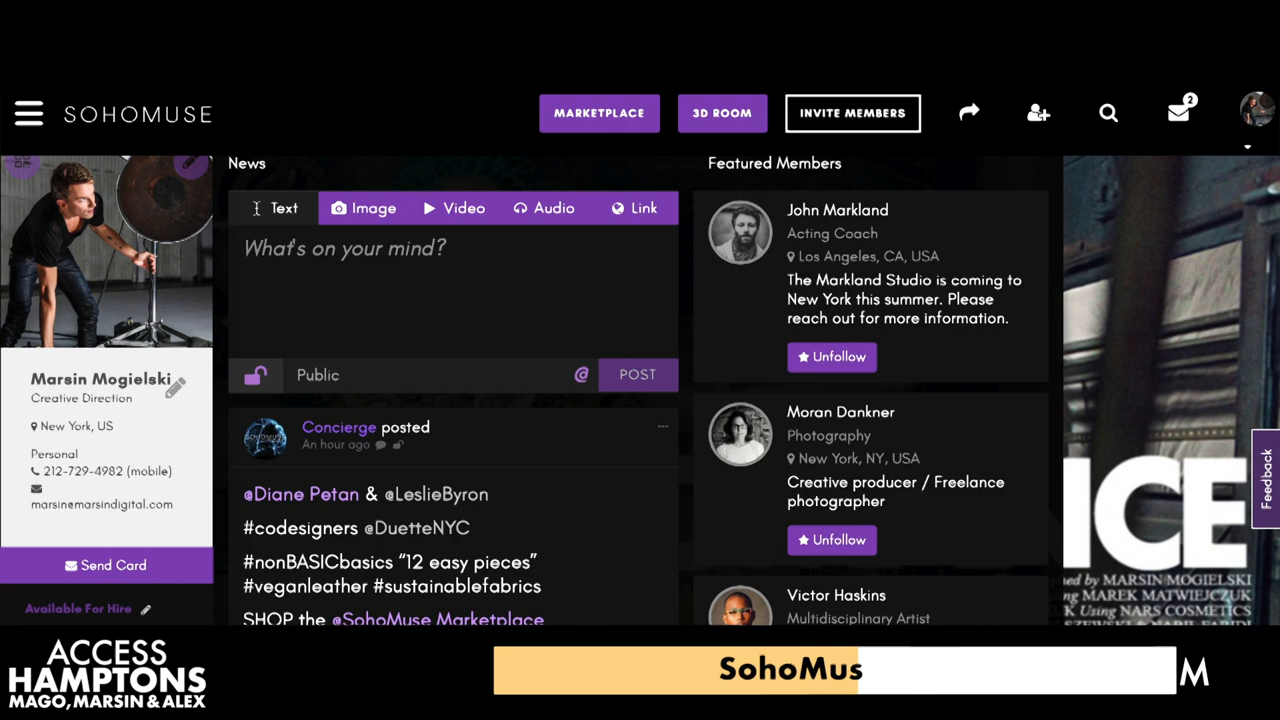 SOHOMUSE
MARKETPLACE
3D ROOM
INVITE MEMBERS
2
News
Text
Image
Video
Audio
Link
What's on your mind?
Public
@
POST
Marsin Mogielski
Creative Direction
New York, US
Personal
212-729-4982 (mobile)
marsin@marsindigital.com
Send Card
Available For Hire
Concierge posted
An hour ago
@Diane Petan & @LeslieByron
#codesigners @DuetteNYC
#nonBASICbasics “12 easy pieces”
#veganleather #sustainablefabrics
SHOP the @SohoMuse Marketplace
Featured Members
John Markland
Acting Coach
Los Angeles, CA, USA
The Markland Studio is coming to
New York this summer. Please
reach out for more information.
Unfollow
Moran Dankner
Photography
New York, NY, USA
Creative producer / Freelance
photographer
Unfollow
Victor Haskins
Multidisciplinary Artist
Feedback
ICE
ned by MARSIN MOGIELSKI
ng MAREK MATWIEJCZUK
K Using NARS COSMETICS
ACCESS
HAMPTONS
MAGO, MARSIN & ALEX
SohoMus
M